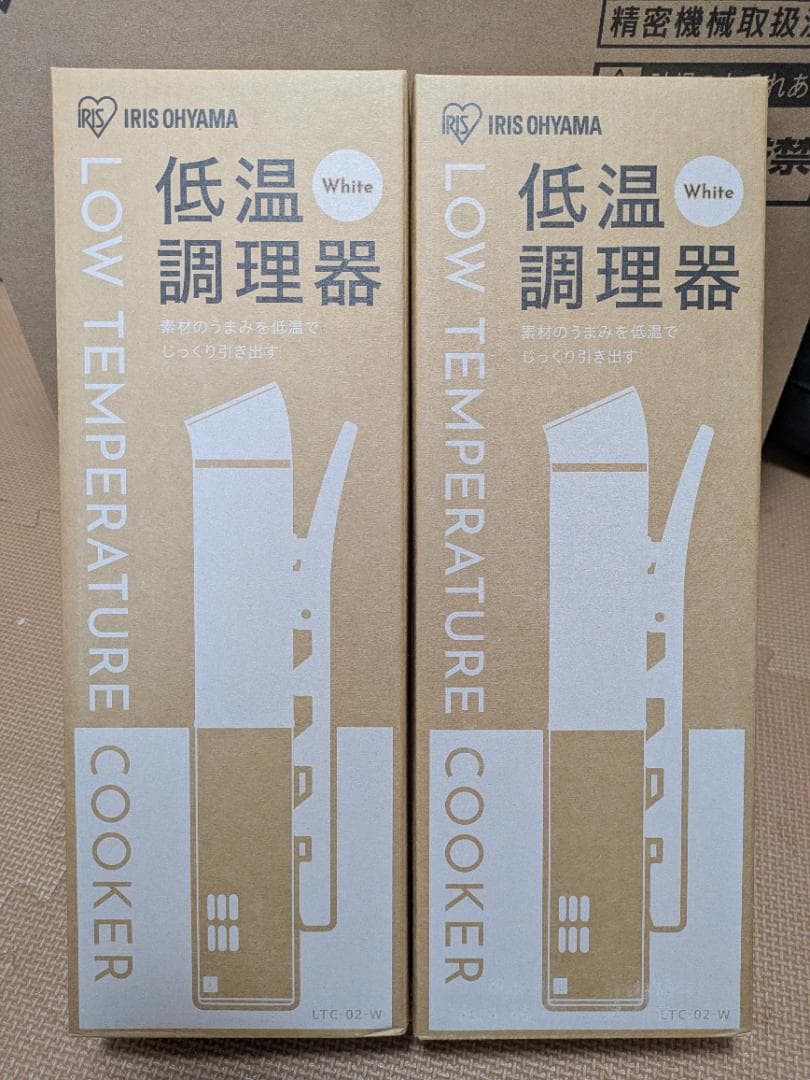 精密機械取扱
禁
IRIS IRIS OHYAMA
低温
調理器
White
素材のうまみを低温で
じっくり引き出す
LOW TEMPERATURE COOKER
LTC-02-W
IRIS IRIS OHYAMA
低温
調理器
White
素材のうまみを低温で
じっくり引き出す
LOW TEMPERATURE COOKER
LTC-02-W